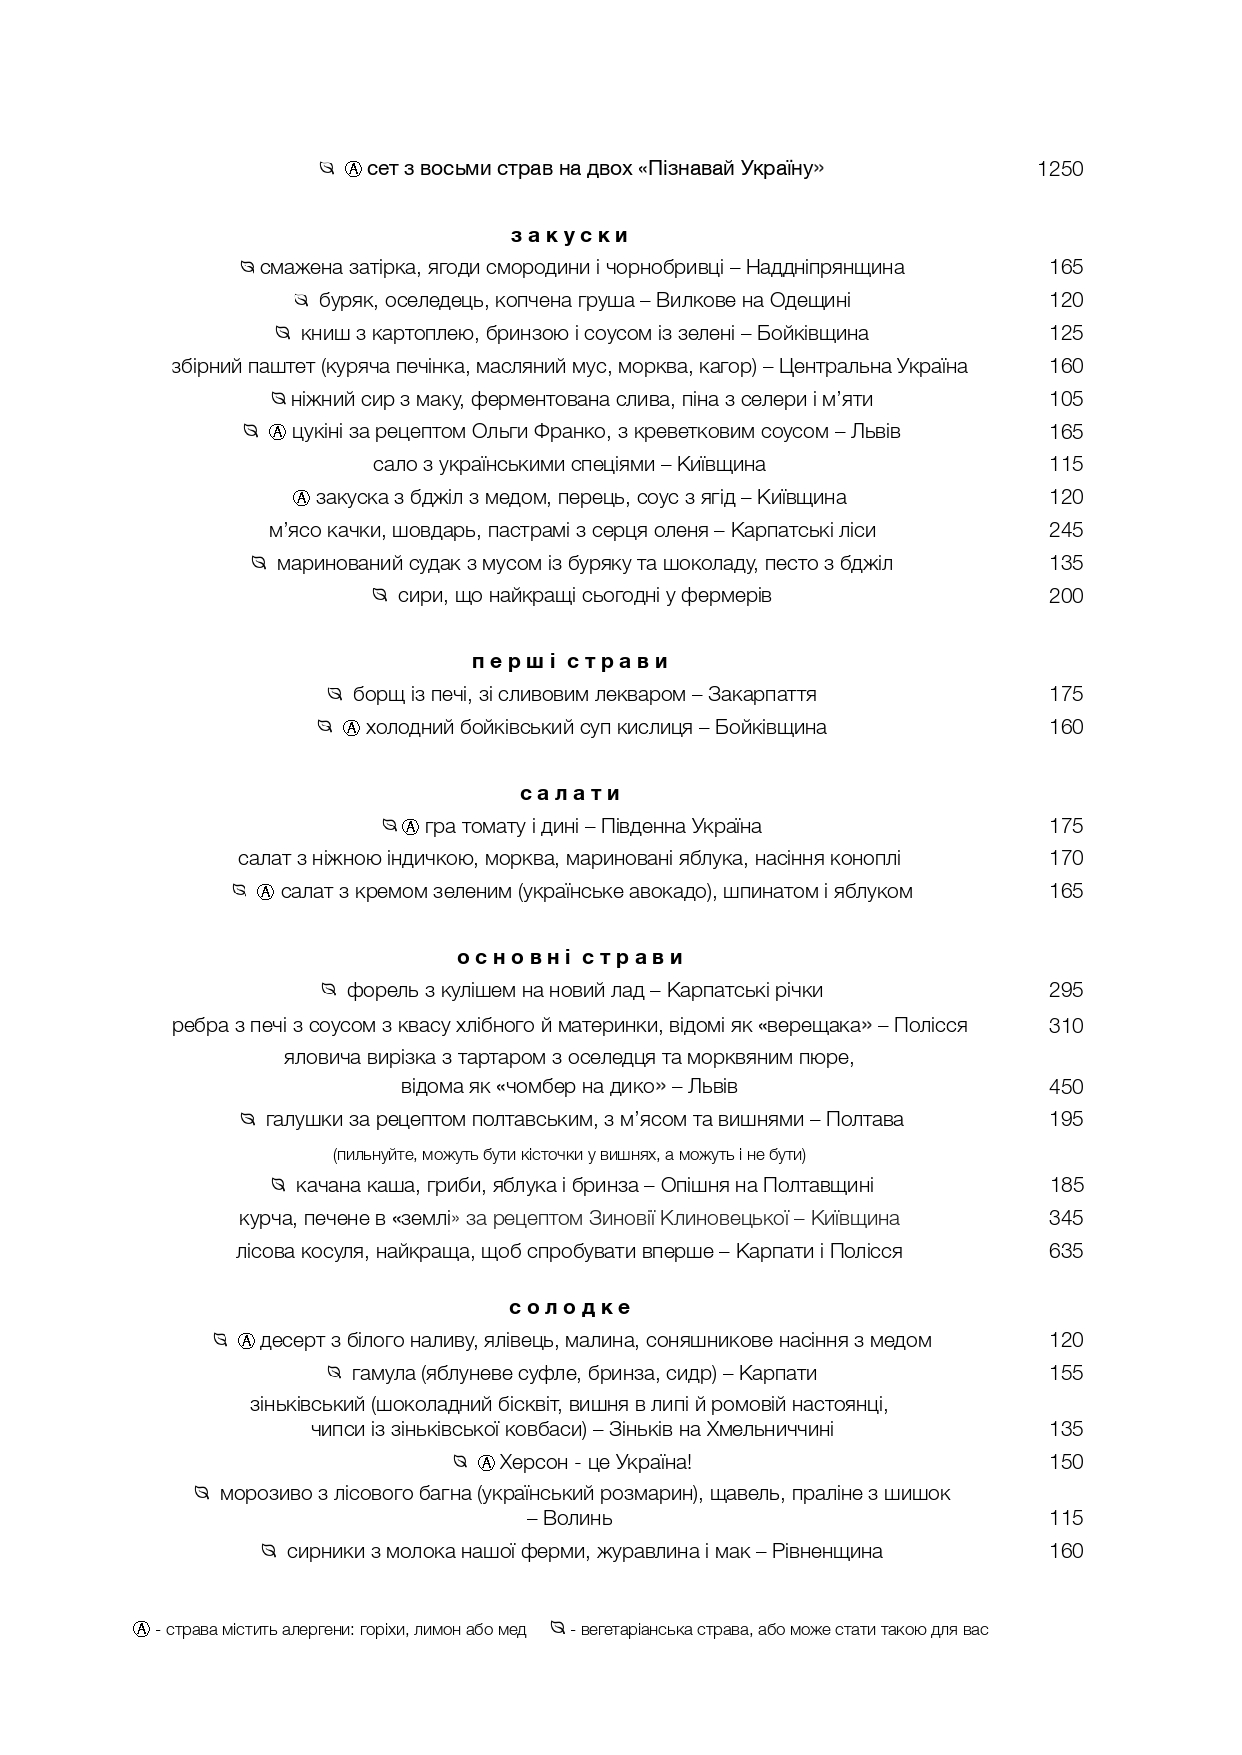 Ⓐ сет з восьми страв на двох «Пізнавай Україну» 1250
закуски
смажена затірка, ягоди смородини і чорнобривці – Наддніпрянщина 165
буряк, оселедець, копчена груша – Вилкове на Одещині 120
книш з картоплею, бринзою і соусом із зелені – Бойківщина 125
збірний паштет (куряча печінка, масляний мус, морква, кагор) – Центральна Україна 160
ніжний сир з маку, ферментована слива, піна з селери і м’яти 105
Ⓐ цукіні за рецептом Ольги Франко, з креветковим соусом – Львів 165
сало з українськими спеціями – Київщина 115
Ⓐ закуска з бджіл з медом, перець, соус з ягід – Київщина 120
м’ясо качки, шовдарь, пастрамі з серця оленя – Карпатські ліси 245
маринований судак з мусом із буряку та шоколаду, песто з бджіл 135
сири, що найкращі сьогодні у фермерів 200
перші страви
борщ із печі, зі сливовим лекваром – Закарпаття 175
Ⓐ холодний бойківський суп кислиця – Бойківщина 160
салати
Ⓐ гра томату і дині – Південна Україна 175
салат з ніжною індичкою, морква, мариновані яблука, насіння коноплі 170
Ⓐ салат з кремом зеленим (українське авокадо), шпинатом і яблуком 165
основні страви
форель з кулішем на новий лад – Карпатські річки 295
ребра з печі з соусом з квасу хлібного й материнки, відомі як «верещака» – Полісся 310
яловича вирізка з тартаром з оселедця та морквяним пюре,
відома як «чомбер на дико» – Львів 450
галушки за рецептом полтавським, з м’ясом та вишнями – Полтава 195
(пильнуйте, можуть бути кісточки у вишнях, а можуть і не бути)
качана каша, гриби, яблука і бринза – Опішня на Полтавщині 185
курча, печене в «землі» за рецептом Зиновії Клиновецької – Київщина 345
лісова косуля, найкраща, щоб спробувати вперше – Карпати і Полісся 635
солодке
Ⓐ десерт з білого наливу, ялівець, малина, соняшникове насіння з медом 120
гамула (яблуневе суфле, бринза, сидр) – Карпати 155
зіньківський (шоколадний бісквіт, вишня в липі й ромовій настоянці,
чипси із зіньківської ковбаси) – Зіньків на Хмельниччині 135
Ⓐ Херсон - це Україна! 150
морозиво з лісового багна (український розмарин), щавель, праліне з шишок
– Волинь 115
сирники з молока нашої ферми, журавлина і мак – Рівненщина 160
Ⓐ - страва містить алергени: горіхи, лимон або мед - вегетаріанська страва, або може стати такою для вас